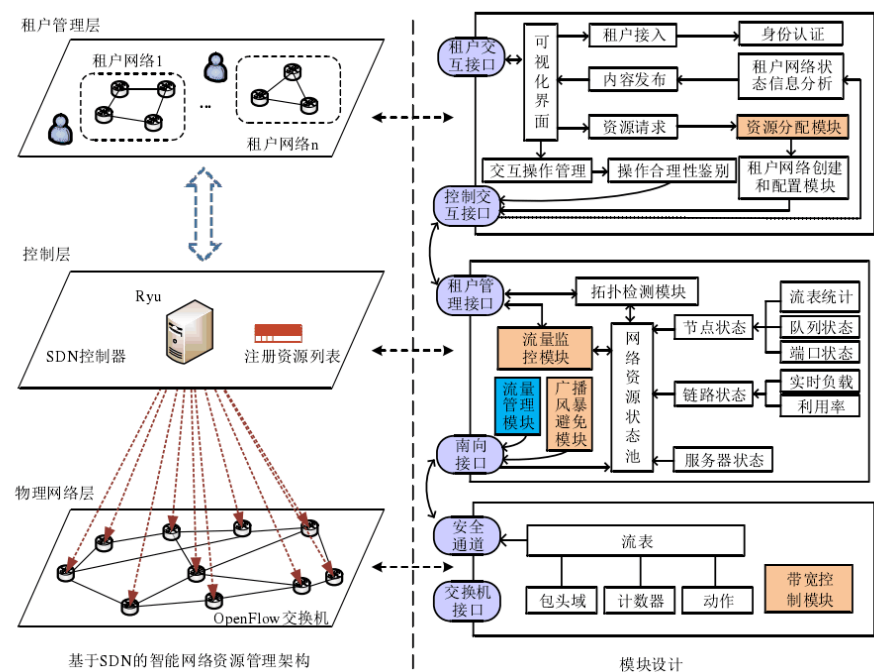 租户管理层
租户网络1
...
租户网络n
控制层
Ryu
SDN控制器
注册资源列表
物理网络层
OpenFlow交换机
基于SDN的智能网络资源管理架构
租户交
互接口
可视化界面
租户接入
身份认证
内容发布
租户网络状
态信息分析
资源请求
资源分配模块
交互操作管理
操作合理性鉴别
租户网络创建
和配置模块
控制交
互接口
租户管
理接口
拓扑检测模块
流量监
控模块
网络资源状态池
节点状态
流表统计
队列状态
端口状态
流量
管理
模块
广播
风暴
避免
模块
链路状态
实时负载
利用率
南向
接口
服务器状态
安全
通道
流表
交换机
接口
包头域
计数器
动作
带宽控
制模块
模块设计